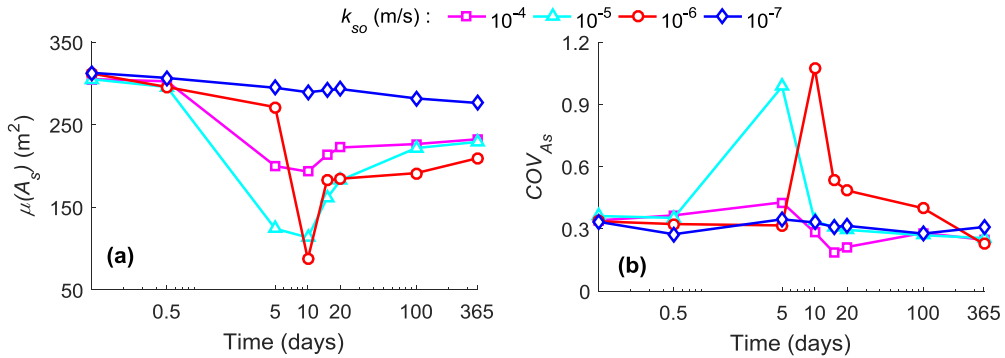 k_so (m/s) : 10^-4 10^-5 10^-6 10^-7
350
250
150
50
μ(A_s) (m²)
(a)
0.5 5 10 20 100 365
Time (days)
1.2
0.9
0.6
0.3
0
COV_As
(b)
0.5 5 10 20 100 365
Time (days)